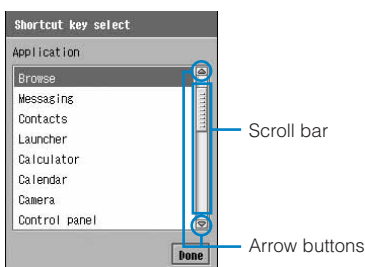 Shortcut key select
Application
Browse
Messaging
Contacts
Launcher
Calculator
Calendar
Camera
Control panel
Done
Scroll bar
Arrow buttons